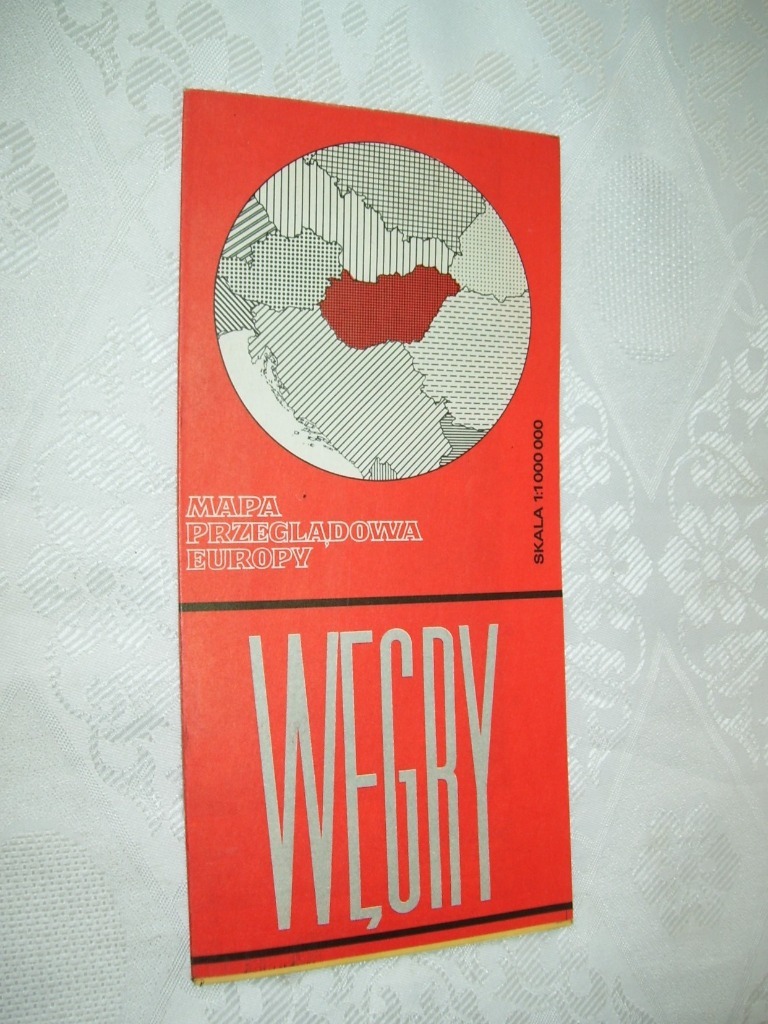 MAPA
PRZEGLĄDOWA
EUROPY
SKALA 1:1 000 000
WĘGRY